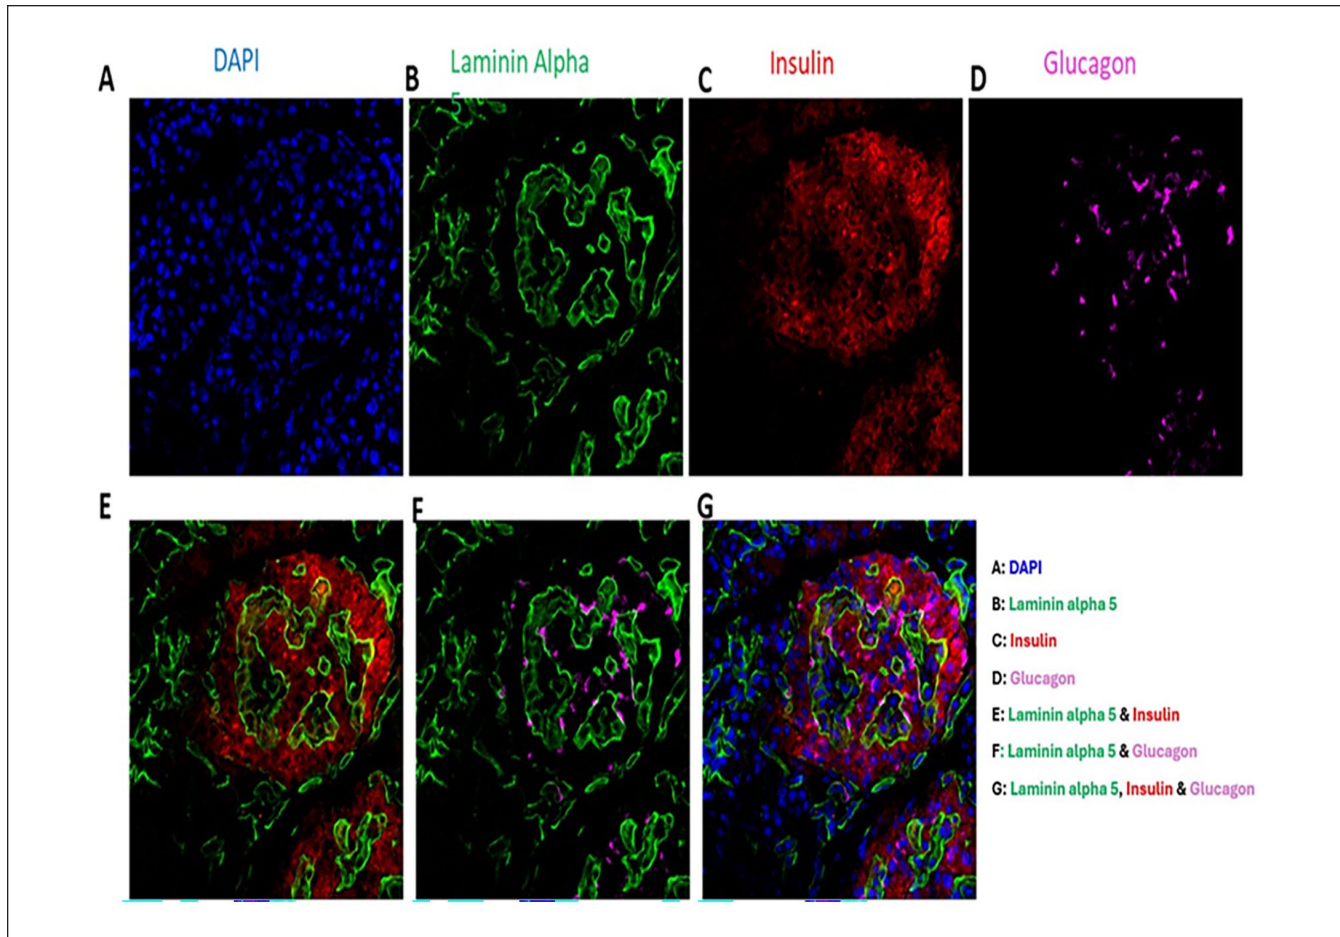 DAPI
Laminin Alpha
5
Insulin
Glucagon
A
B
C
D
E
F
G
A: DAPI
B: Laminin alpha 5
C: Insulin
D: Glucagon
E: Laminin alpha 5 & Insulin
F: Laminin alpha 5 & Glucagon
G: Laminin alpha 5, Insulin & Glucagon